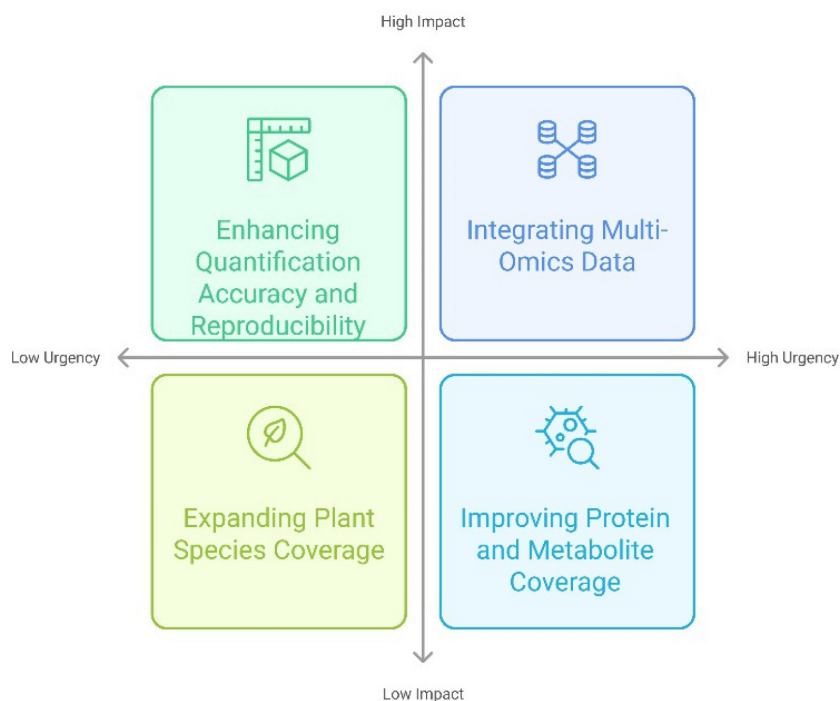 High Impact
Enhancing
Quantification
Accuracy and
Reproducibility
Integrating Multi-
Omics Data
Low Urgency
High Urgency
Expanding Plant
Species Coverage
Improving Protein
and Metabolite
Coverage
Low Impact